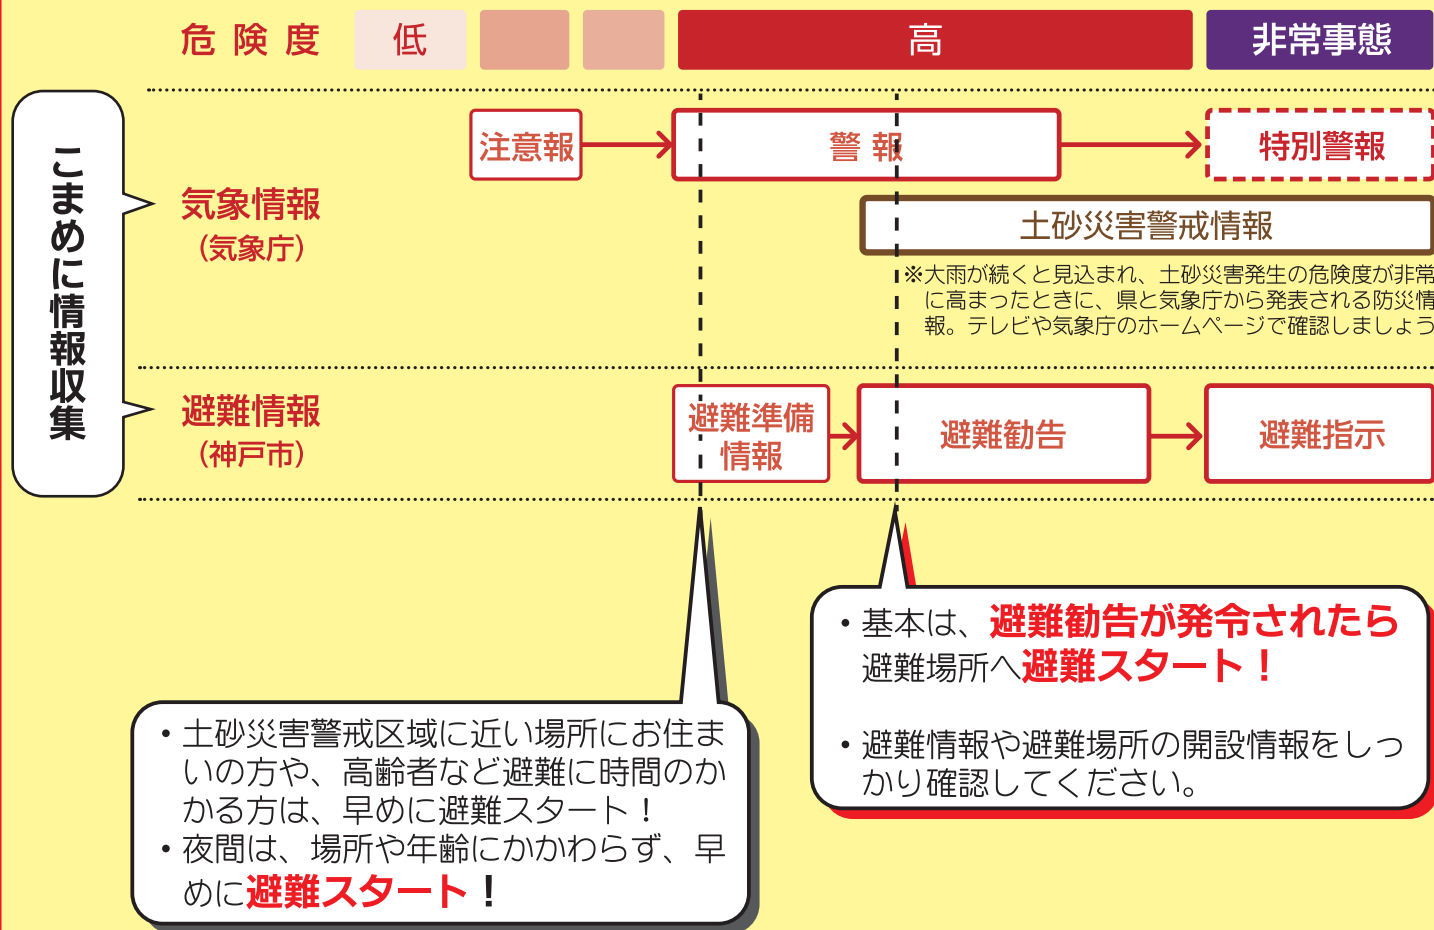 危険度 低 高 非常事態
こまめに情報収集
注意報 警報 特別警報
気象情報
（気象庁）
土砂災害警戒情報
※大雨が続くと見込まれ、土砂災害発生の危険度が非常
に高まったときに、県と気象庁から発表される防災情
報。テレビや気象庁のホームページで確認しましょう
避難情報
（神戸市）
避難準備
情報
避難勧告
避難指示
・基本は、避難勧告が発令されたら
避難場所へ避難スタート！
・避難情報や避難場所の開設情報をしっ
かり確認してください。
・土砂災害警戒区域に近い場所にお住ま
いの方や、高齢者など避難に時間のか
かる方は、早めに避難スタート！
・夜間は、場所や年齢にかかわらず、早
めに避難スタート！